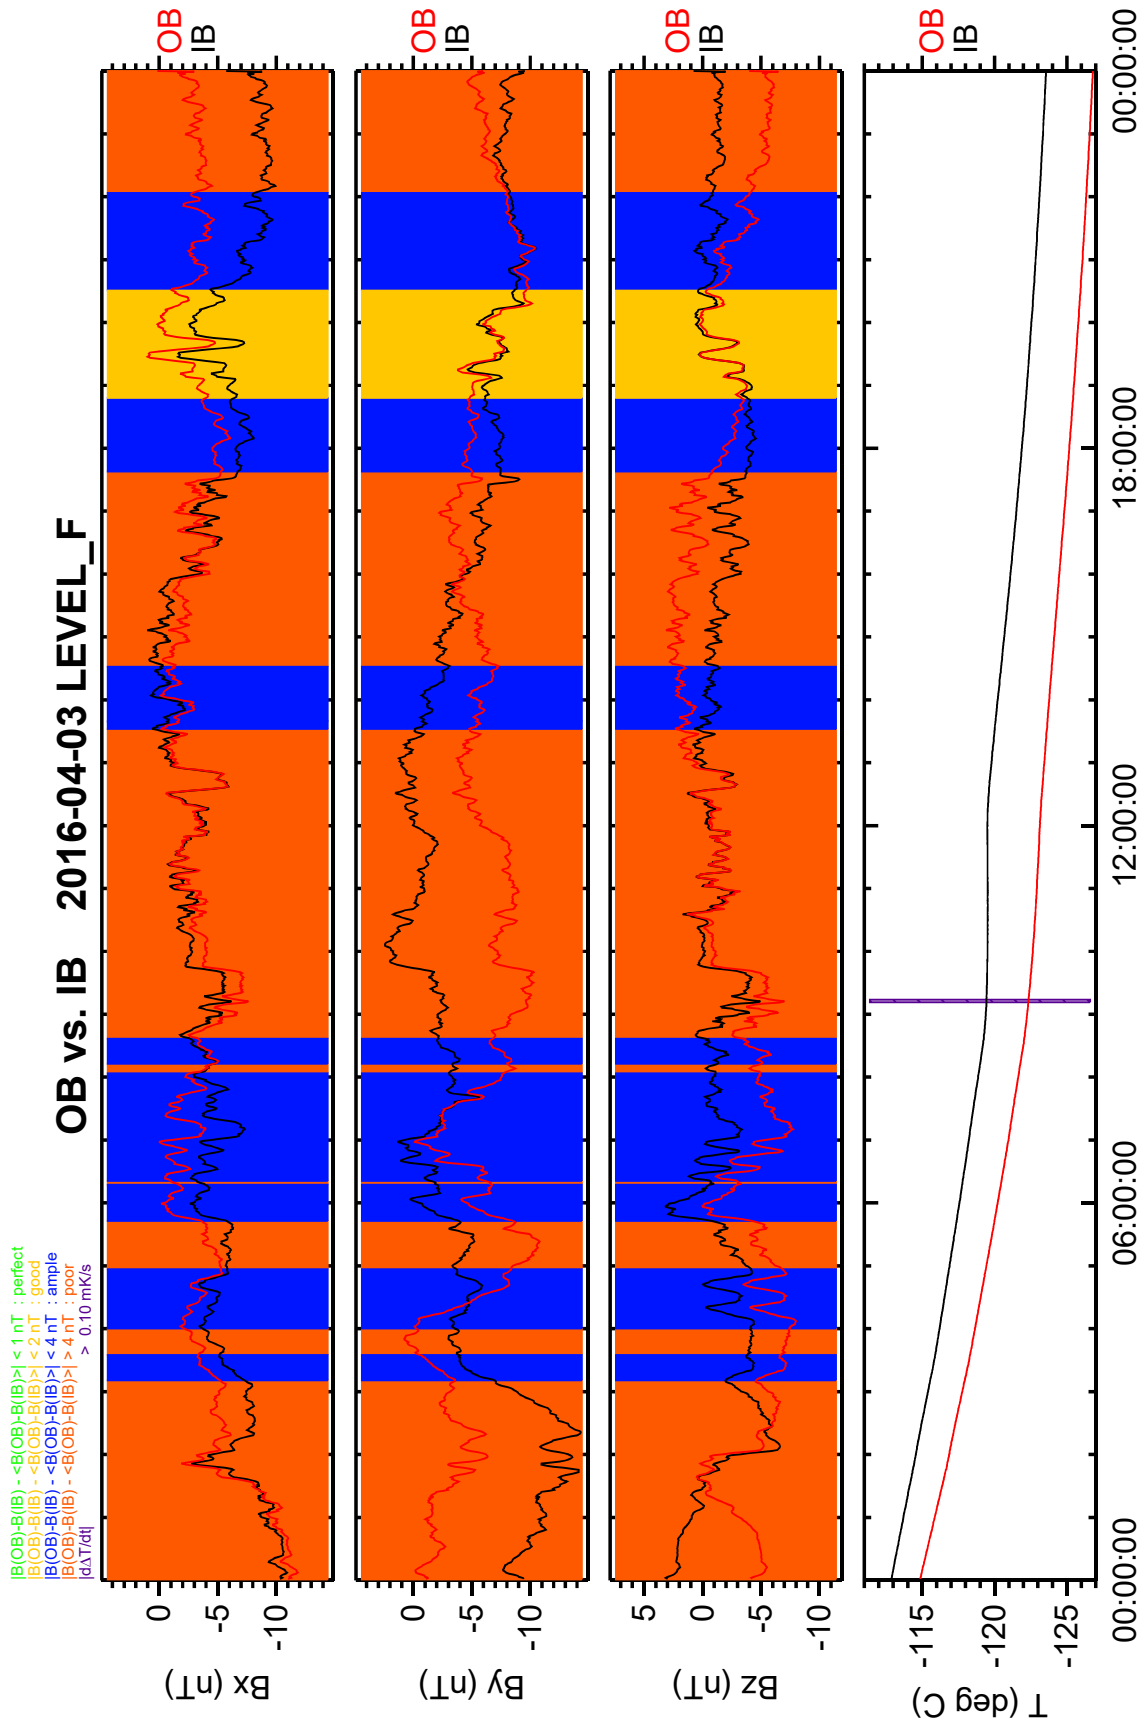 |B(OB)-B(IB) - <B(OB)-B(IB)>| < 1 nT : perfect
|B(OB)-B(IB) - <B(OB)-B(IB)>| < 2 nT : good
|B(OB)-B(IB) - <B(OB)-B(IB)>| < 4 nT : ample
|B(OB)-B(IB) - <B(OB)-B(IB)>| > 4 nT : poor
|dΔT/dt| > 0.10 mK/s
OB vs. IB 2016-04-03 LEVEL_F
Bx (nT)
0
-5
-10
OB
IB
By (nT)
0
-5
-10
OB
IB
Bz (nT)
5
0
-5
-10
OB
IB
T (deg C)
-115
-120
-125
OB
IB
00:00:00
06:00:00
12:00:00
18:00:00
00:00:00